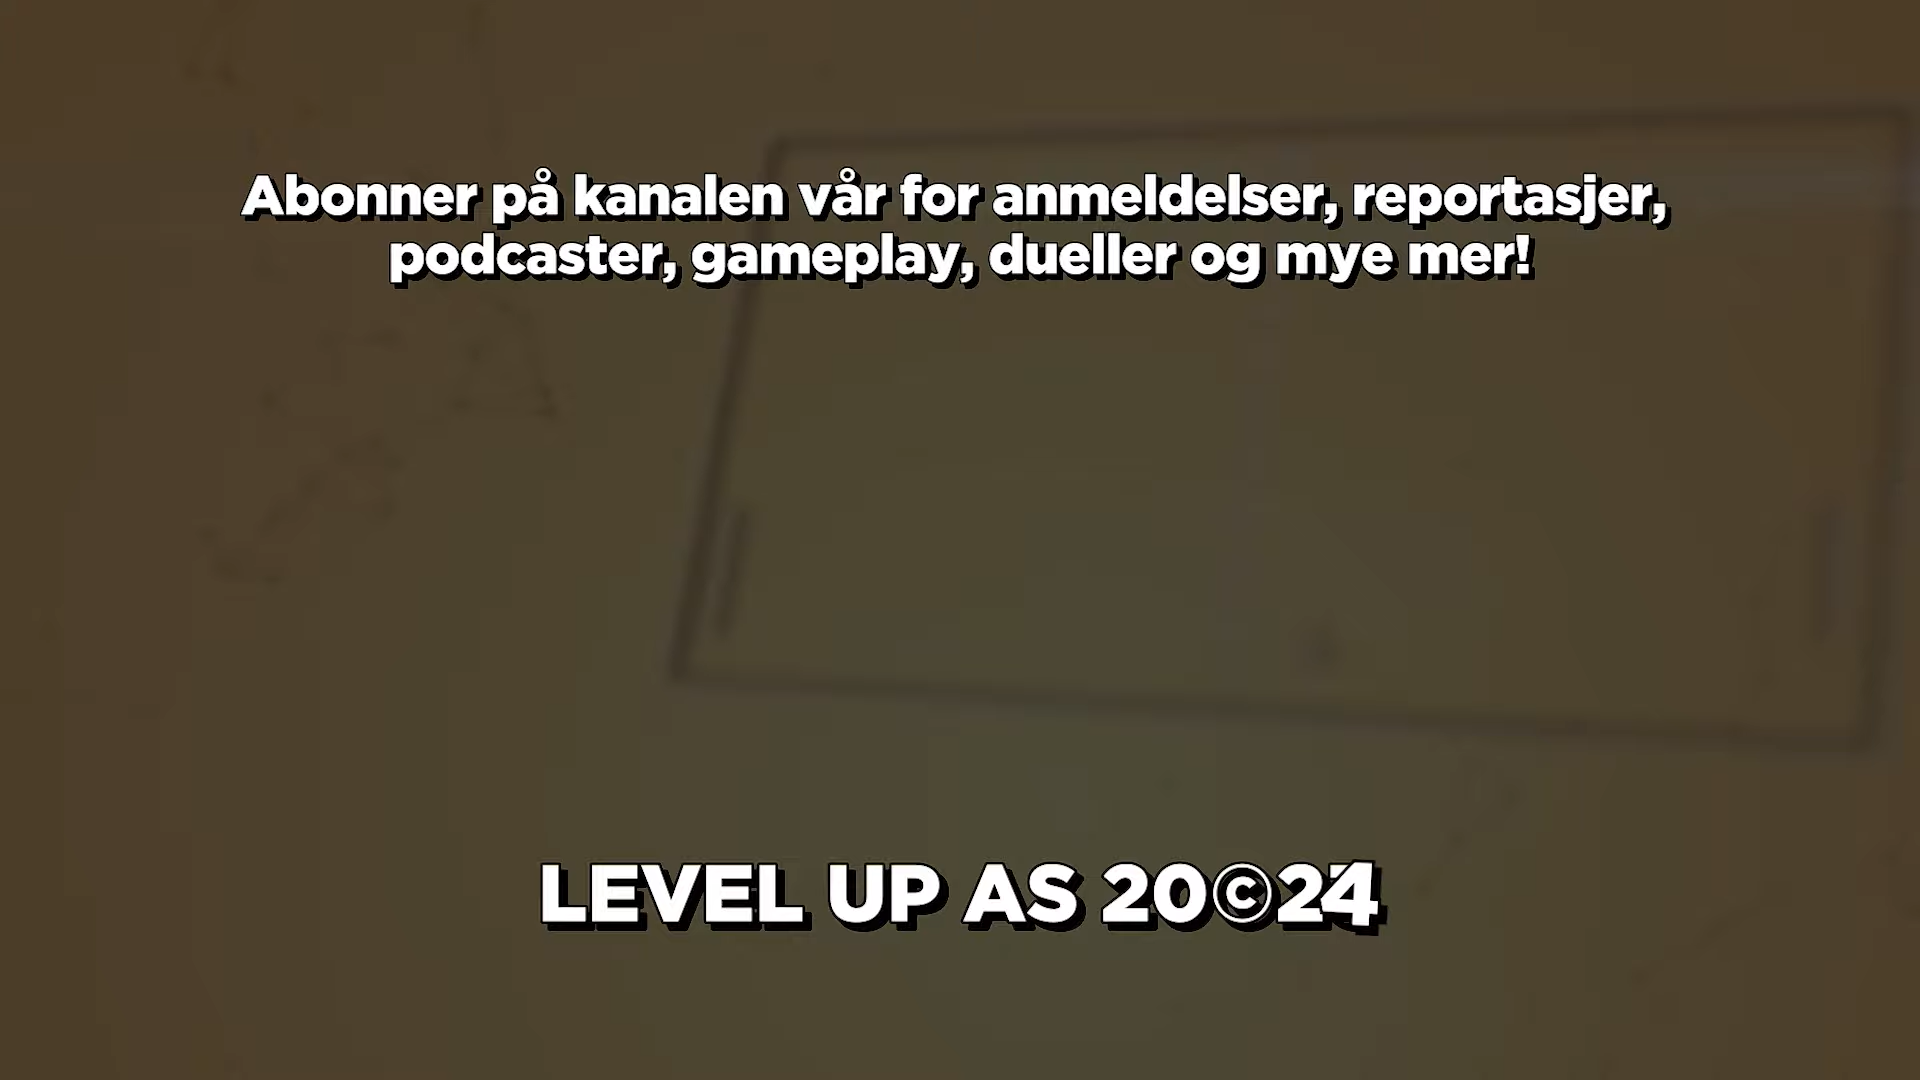 Abonner på kanalen vår for anmeldelser, reportasjer,
podcaster, gameplay, dueller og mye mer!
LEVEL UP AS 20©24